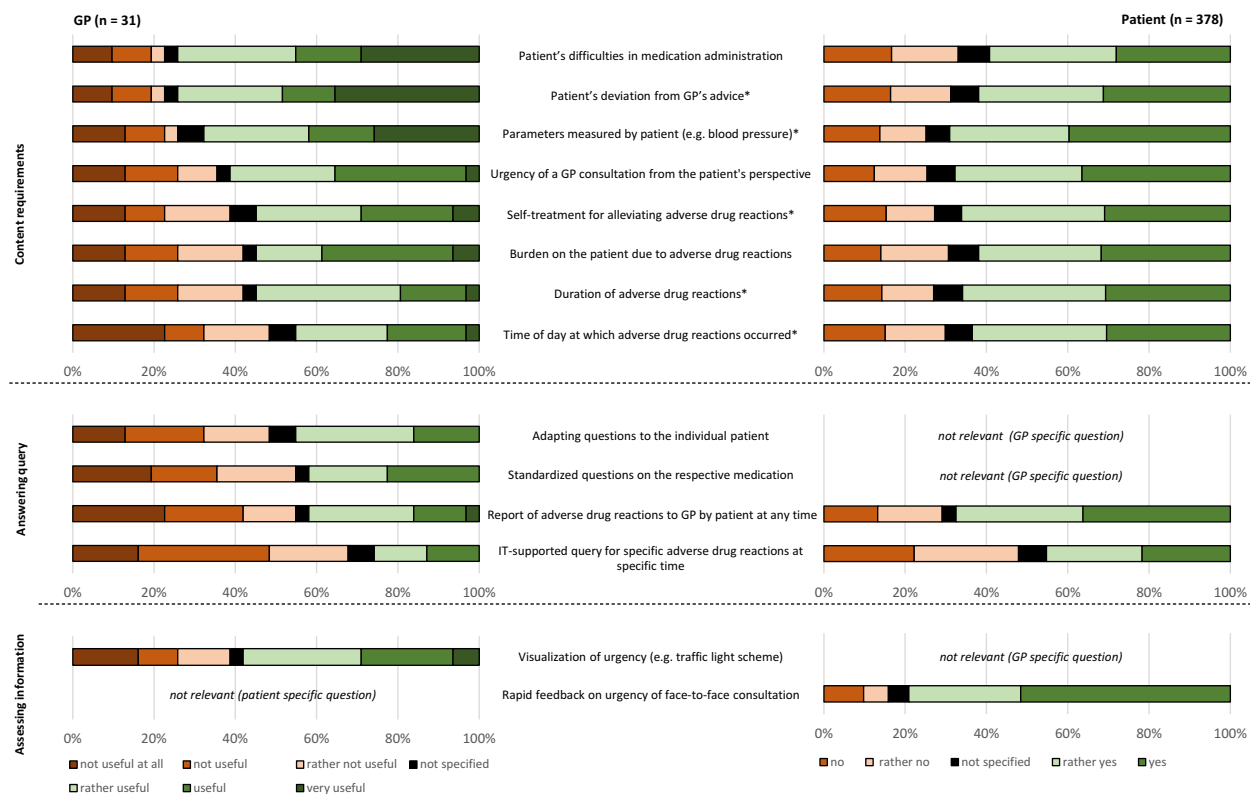 GP (n = 31)
Patient (n = 378)
Content requirements
Patient's difficulties in medication administration
Patient's deviation from GP's advice*
Parameters measured by patient (e.g. blood pressure)*
Urgency of a GP consultation from the patient's perspective
Self-treatment for alleviating adverse drug reactions*
Burden on the patient due to adverse drug reactions
Duration of adverse drug reactions*
Time of day at which adverse drug reactions occurred*
0% 20% 40% 60% 80% 100%
0% 20% 40% 60% 80% 100%
Answering query
Adapting questions to the individual patient
not relevant (GP specific question)
Standardized questions on the respective medication
not relevant (GP specific question)
Report of adverse drug reactions to GP by patient at any time
IT-supported query for specific adverse drug reactions at
specific time
0% 20% 40% 60% 80% 100%
0% 20% 40% 60% 80% 100%
Assessing information
Visualization of urgency (e.g. traffic light scheme)
not relevant (GP specific question)
not relevant (patient specific question)
Rapid feedback on urgency of face-to-face consultation
0% 20% 40% 60% 80% 100%
0% 20% 40% 60% 80% 100%
not useful at all not useful rather not useful not specified
rather useful useful very useful
no rather no not specified rather yes yes